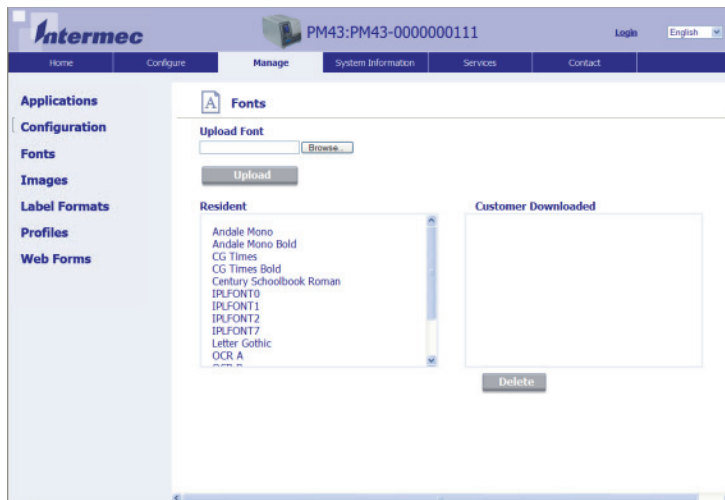 Intermec
PM43:PM43-0000000111
Login
English
Home
Configure
Manage
System Information
Services
Contact
Applications
Configuration
Fonts
Images
Label Formats
Profiles
Web Forms
A
Fonts
Upload Font
Browse...
Upload
Resident
Customer Downloaded
Andale Mono
Andale Mono Bold
CG Times
CG Times Bold
Century Schoolbook Roman
IPLFONT0
IPLFONT1
IPLFONT2
IPLFONT7
Letter Gothic
OCR A
Delete